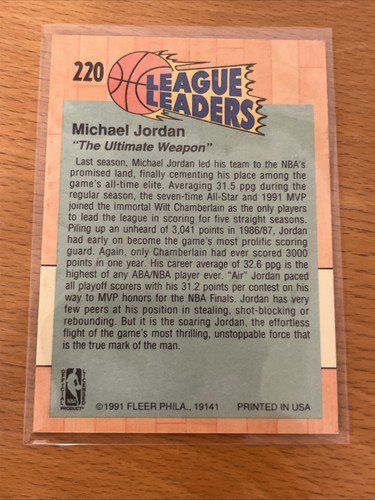 220
LEAGUE
LEADERS
Michael Jordan
"The Ultimate Weapon"
Last season, Michael Jordan led his team to the NBA's
promised land, finally cementing his place among the
game's all-time elite. Averaging 31.5 ppg during the
regular season, the seven-time All-Star and 1991 MVP
joined the immortal Wilt Chamberlain as the only players
to lead the league in scoring for five straight seasons.
Piling up an unheard of 3,041 points in 1986/87, Jordan
had early on become the game's most prolific scoring
guard. Again, only Chamberlain had ever scored 3000
points in one year. His career average of 32.6 ppg is the
highest of any ABA/NBA player ever. "Air" Jordan paced
all playoff scorers with his 31.2 points per contest on his
way to MVP honors for the NBA Finals. Jordan has very
few peers at his position in stealing, shot-blocking or
rebounding. But it is the soaring Jordan, the effortless
flight of the game's most thrilling, unstoppable force that
is the true mark of the man.
OFFICIAL
LICENSED
NBA
PRODUCT
©1991 FLEER PHILA., 19141
PRINTED IN USA